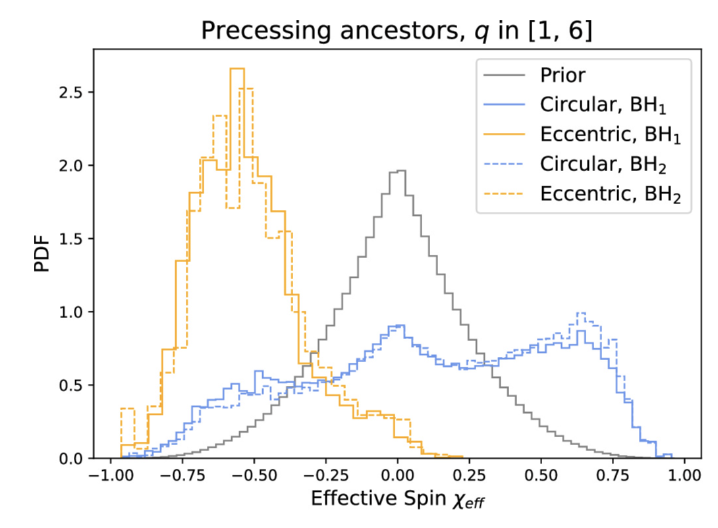 Precessing ancestors, q in [1, 6]
Prior
Circular, BH₁
Eccentric, BH₁
Circular, BH₂
Eccentric, BH₂
PDF
2.5
2.0
1.5
1.0
0.5
0.0
−1.00 −0.75 −0.50 −0.25 0.00 0.25 0.50 0.75 1.00
Effective Spin χeff